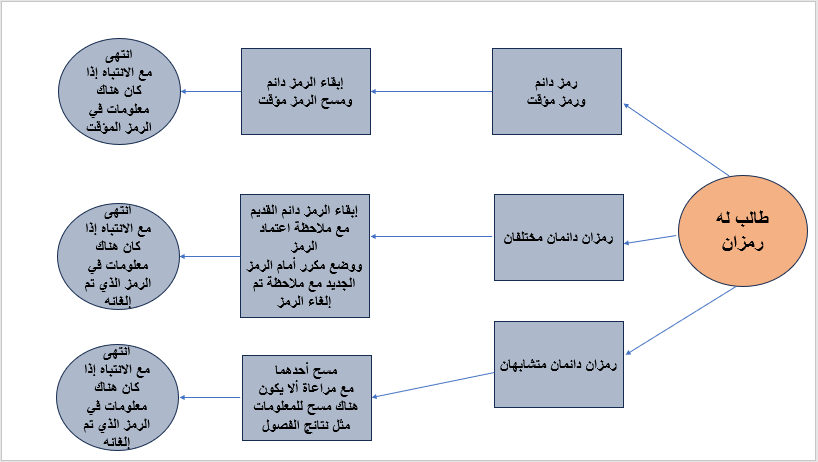 طالب له
رمزان
رمز دائم
ورمز مؤقت
إبقاء الرمز دائم
ومسح الرمز مؤقت
انتهى
مع الانتباه إذا
كان هناك
معلومات في
الرمز المؤقت
رمزان دائمان مختلفان
إبقاء الرمز دائم القديم
مع ملاحظة اعتماد
الرمز
ووضع مكرر أمام الرمز
الجديد مع ملاحظة تم
إلغاء الرمز
انتهى
مع الانتباه إذا
كان هناك
معلومات في
الرمز الذي تم
إلغائه
رمزان دائمان متشابهان
مسح أحدهما
مع مراعاة ألا يكون
هناك مسح للمعلومات
مثل نتائج الفصول
انتهى
مع الانتباه إذا
كان هناك
معلومات في
الرمز الذي تم
إلغائه